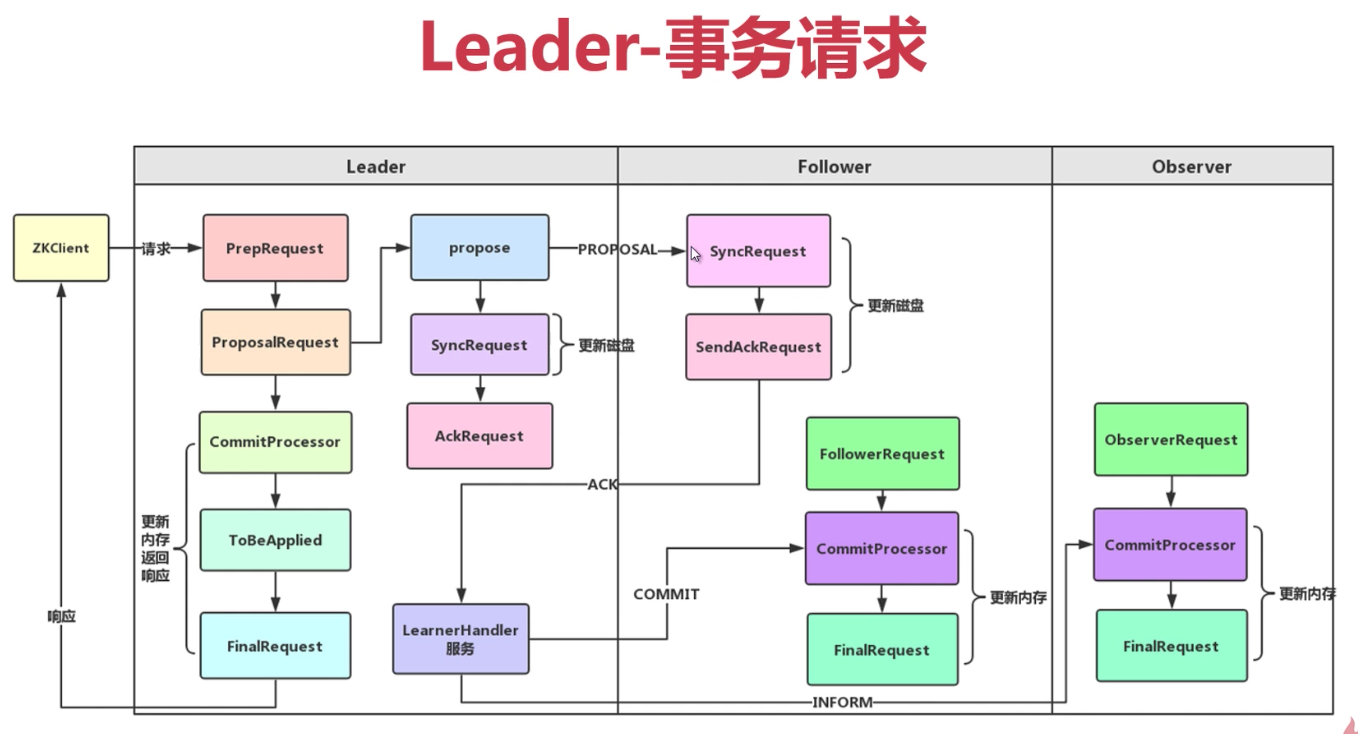 Leader-事务请求
Leader
Follower
Observer
ZKClient
请求
PrepRequest
propose
PROPOSAL
SyncRequest
更新磁盘
ProposalRequest
SyncRequest
更新磁盘
SendAckRequest
CommitProcessor
AckRequest
FollowerRequest
ObserverRequest
ACK
更新
内存
返回
响应
ToBeApplied
CommitProcessor
更新内存
CommitProcessor
更新内存
COMMIT
响应
FinalRequest
LearnerHandler
服务
FinalRequest
FinalRequest
INFORM